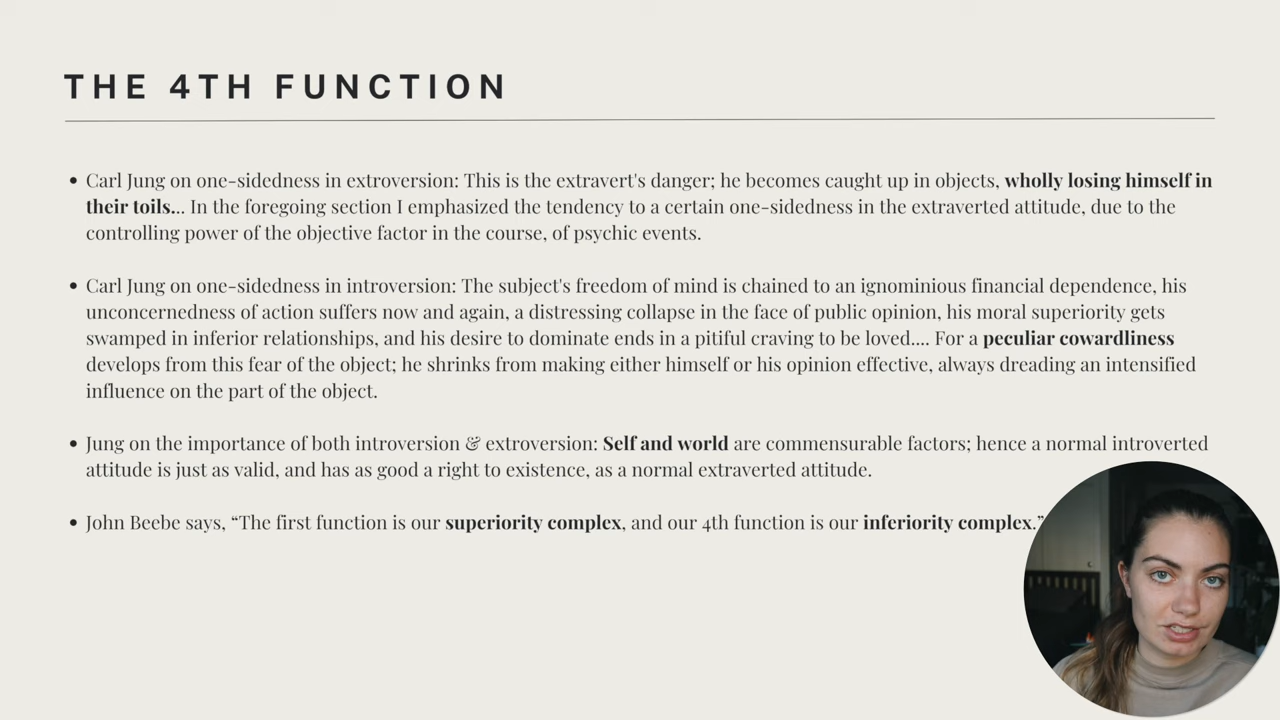 THE 4TH FUNCTION
• Carl Jung on one-sidedness in extroversion: This is the extravert's danger; he becomes caught up in objects, wholly losing himself in
their toils... In the foregoing section I emphasized the tendency to a certain one-sidedness in the extraverted attitude, due to the
controlling power of the objective factor in the course, of psychic events.
• Carl Jung on one-sidedness in introversion: The subject's freedom of mind is chained to an ignominious financial dependence, his
unconcernedness of action suffers now and again, a distressing collapse in the face of public opinion, his moral superiority gets
swamped in inferior relationships, and his desire to dominate ends in a pitiful craving to be loved.... For a peculiar cowardliness
develops from this fear of the object; he shrinks from making either himself or his opinion effective, always dreading an intensified
influence on the part of the object.
• Jung on the importance of both introversion & extroversion: Self and world are commensurable factors; hence a normal introverted
attitude is just as valid, and has as good a right to existence, as a normal extraverted attitude.
• John Beebe says, “The first function is our superiority complex, and our 4th function is our inferiority complex.”